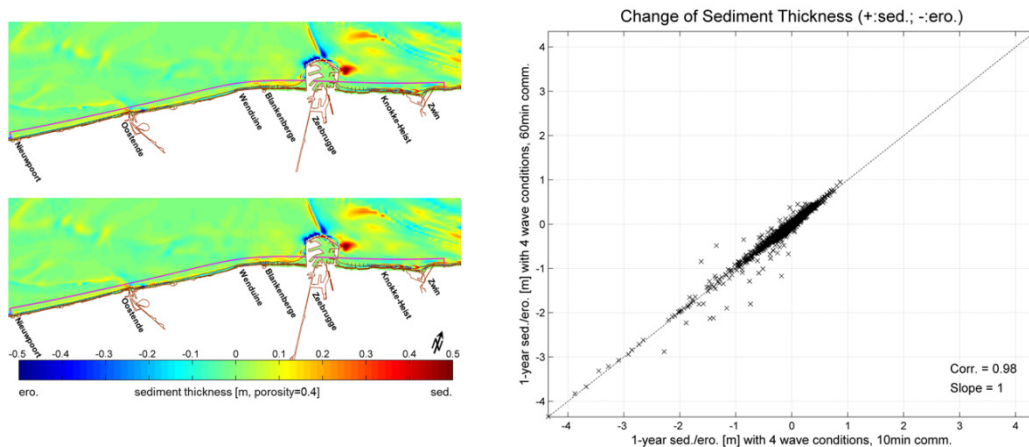 Nieuwpoort
Oostende
Wenduine
Blankenberge
Zeebrugge
Knokke-Heist
Zwin
Nieuwpoort
Oostende
Wenduine
Blankenberge
Zeebrugge
Knokke-Heist
Zwin
N
-0.5 -0.4 -0.3 -0.2 -0.1 0 0.1 0.2 0.3 0.4 0.5
ero. sediment thickness [m, porosity=0.4] sed.
Change of Sediment Thickness (+:sed.; -:ero.)
1-year sed./ero. [m] with 4 wave conditions, 60min comm.
4
3
2
1
0
-1
-2
-3
-4
Corr. = 0.98
Slope = 1
-4 -3 -2 -1 0 1 2 3 4
1-year sed./ero. [m] with 4 wave conditions, 10min comm.